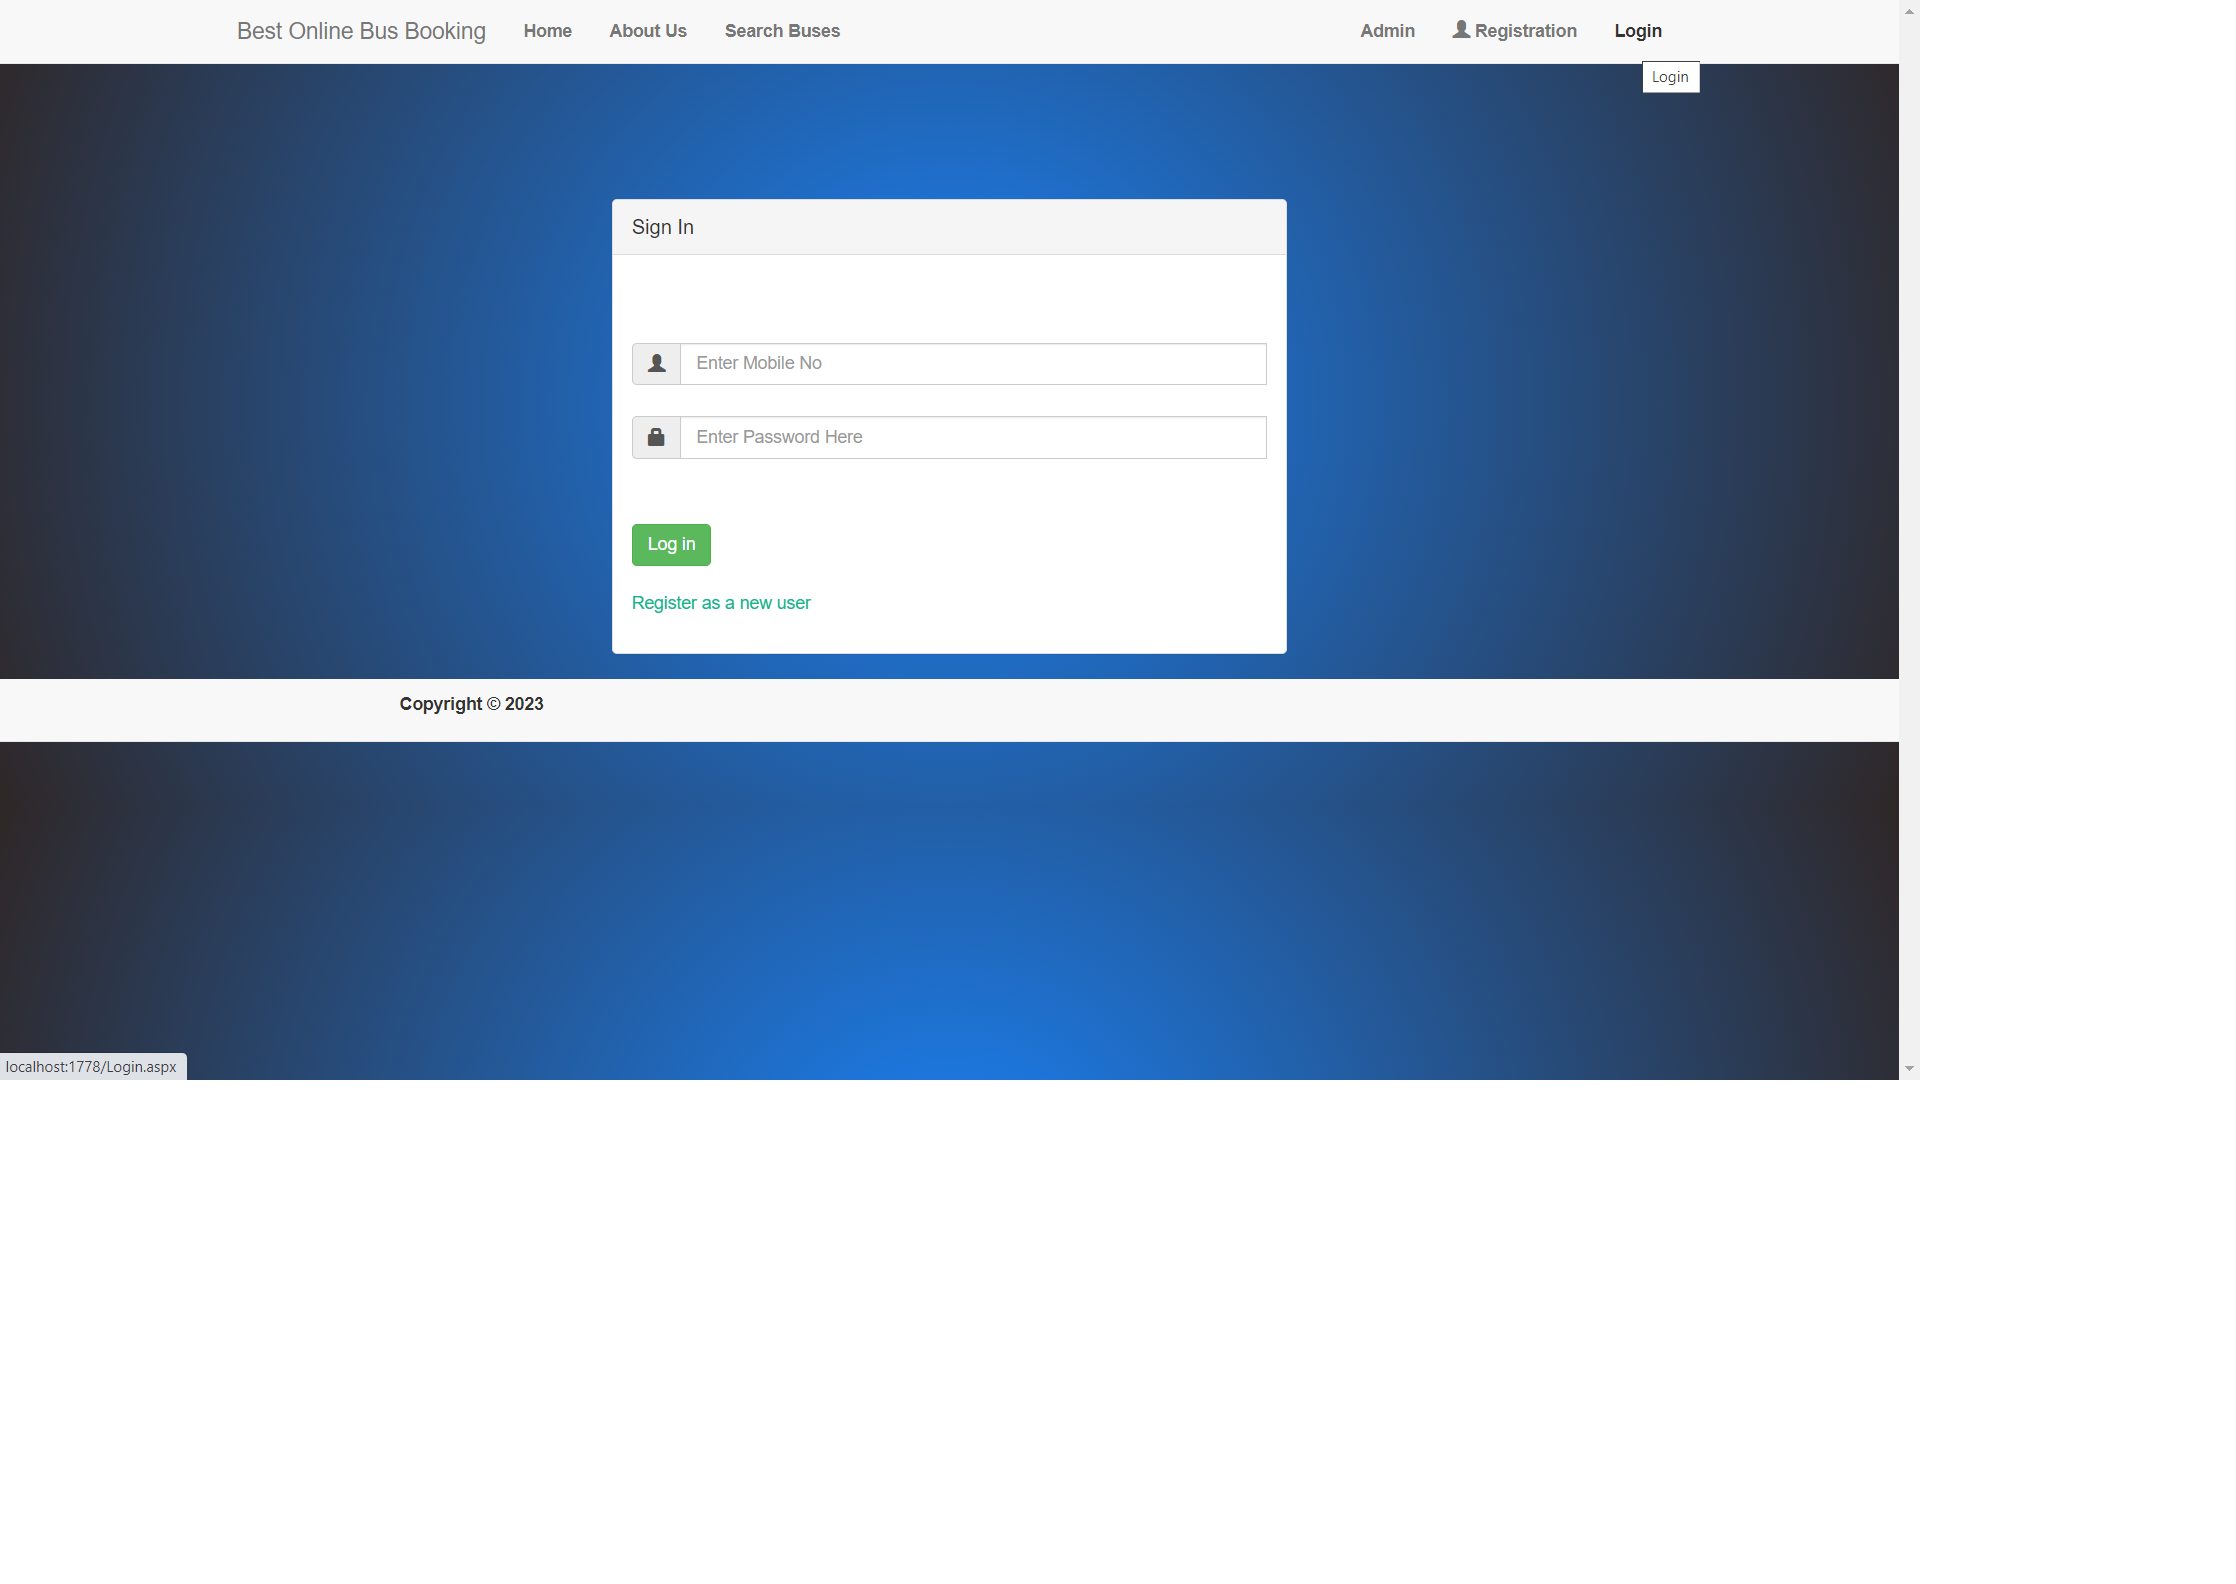 Best Online Bus Booking Home About Us Search Buses Admin Registration Login
Login
Sign In
Enter Mobile No
Enter Password Here
Log in
Register as a new user
Copyright © 2023
localhost:1778/Login.aspx